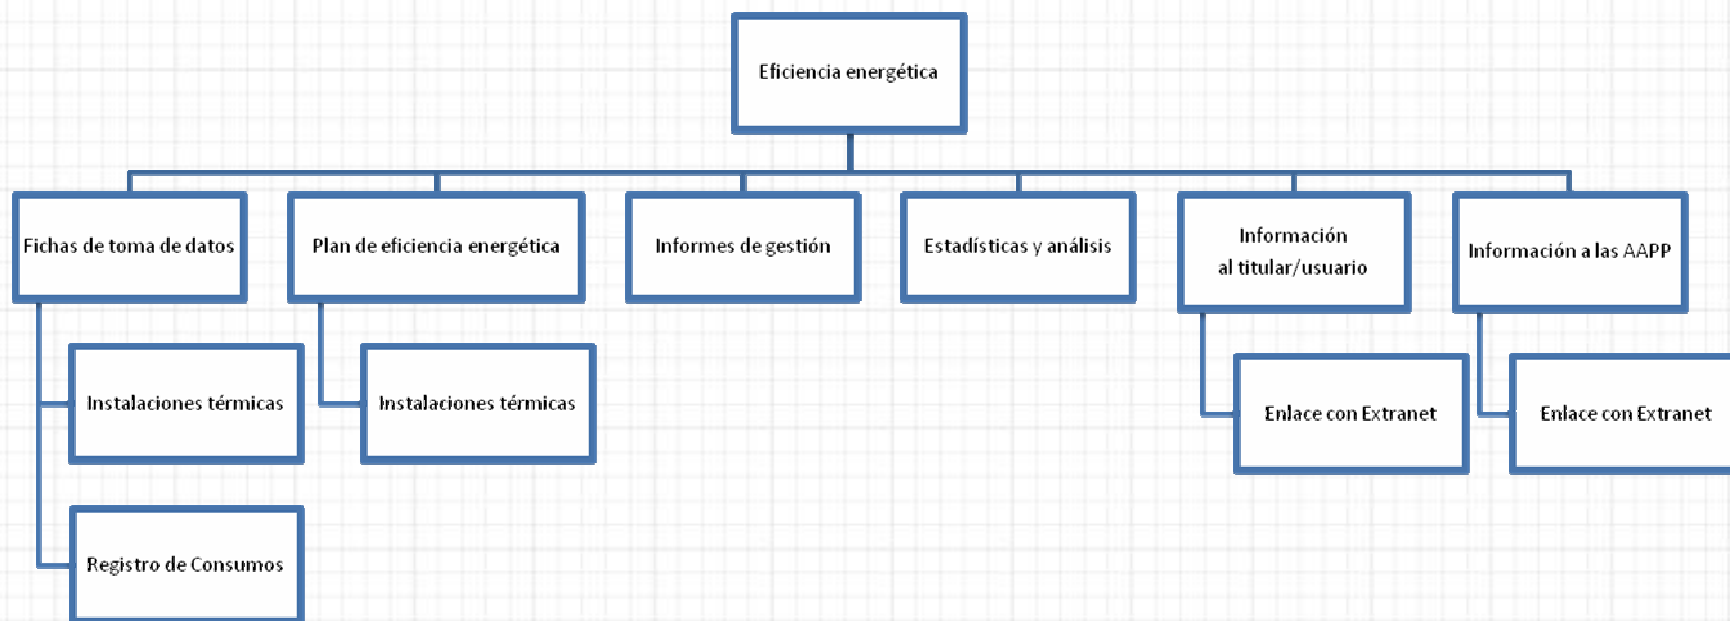 Eficiencia energética
Fichas de toma de datos
Plan de eficiencia energética
Informes de gestión
Estadísticas y análisis
Información
al titular/usuario
Información a las AAPP
Instalaciones térmicas
Instalaciones térmicas
Enlace con Extranet
Enlace con Extranet
Registro de Consumos